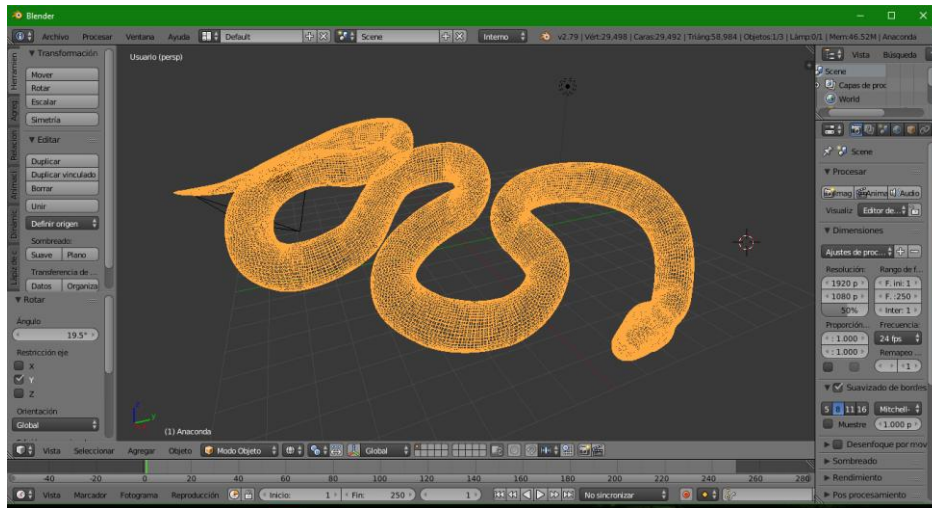 Blender
Archivo Procesar Ventana Ayuda Default Scene Interno v2.79 | Vért:29,498 | Caras:29,492 | Triáng:58,984 | Objetos:1/3 | Lámp:0/1 | Mem:46.52M | Anaconda
Transformación
Mover
Rotar
Escalar
Simetría
Editar
Duplicar
Duplicar vinculado
Borrar
Unir
Definir origen
Sombreado:
Suave Plano
Transferencia de ...
Datos Organiza
Rotar
Ángulo
19.5°
Restricción eje
X
Y
Z
Orientación
Global
Usuario (persp)
(1) Anaconda
Vista Búsqueda
Scene
Capas de proc
World
Scene
Procesar
Imag Anima Audio
Visualiz Editor de...
Dimensiones
Ajustes de proc...
Resolución: Rango de f...
1920 p F. ini: 1
1080 p F. :250
50% Inter: 1
Proporción... Frecuencia:
: 1.000 24 fps
: 1.000 Remapeo ...
1
Suavizado de bordes
5 8 11 16 Mitchell-
Muestre 1.000 p
Desenfoque por mov
Sombreado
Rendimiento
Pos procesamiento
Vista Seleccionar Agregar Objeto Modo Objeto Global
-40 -20 0 20 40 60 80 100 120 140 160 180 200 220 240 260 280
Vista Marcador Fotograma Reproducción Inicio: 1 Fin: 250 1 No sincronizar